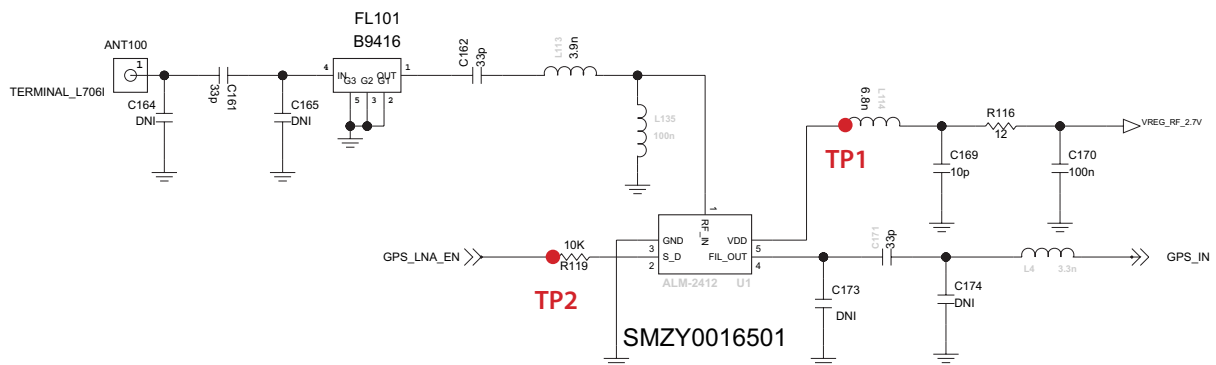 FL101
B9416
ANT100
1
TERMINAL_L706I
C164
DNI
33p
C161
C165
DNI
4
IN
OUT
1
G3
G2
G1
5
3
2
C162
33p
L113
3.9n
L135
100n
6.8n
L114
TP1
R116
12
VREG_RF_2.7V
C169
10p
C170
100n
GPS_LNA_EN
10K
R119
TP2
1
RF_IN
GND
3
S_D
2
VDD
5
FIL_OUT
4
ALM-2412
U1
SMZY0016501
C171
33p
C173
DNI
C174
DNI
L4
3.3n
GPS_IN